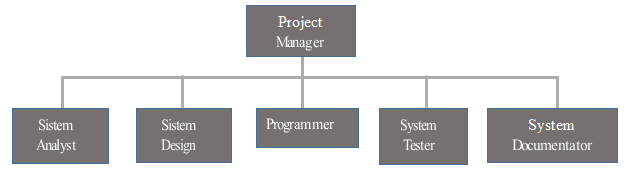 Project
Manager
Sistem
Analyst
Sistem
Design
Programmer
System
Tester
System
Documentator